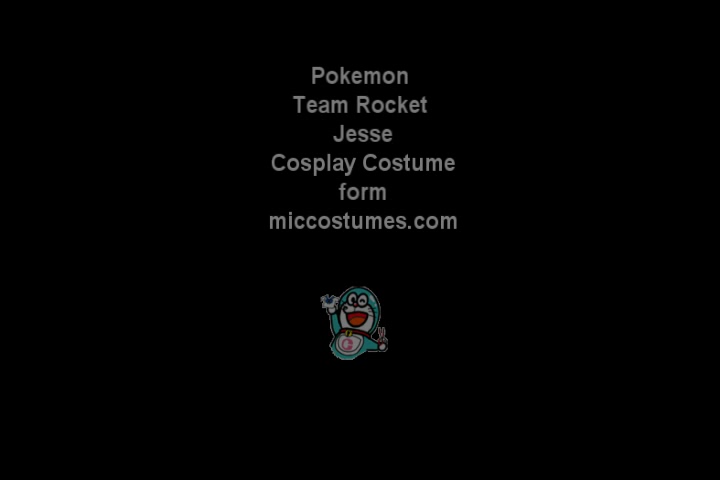 Pokemon
Team Rocket
Jesse
Cosplay Costume
form
miccostumes.com